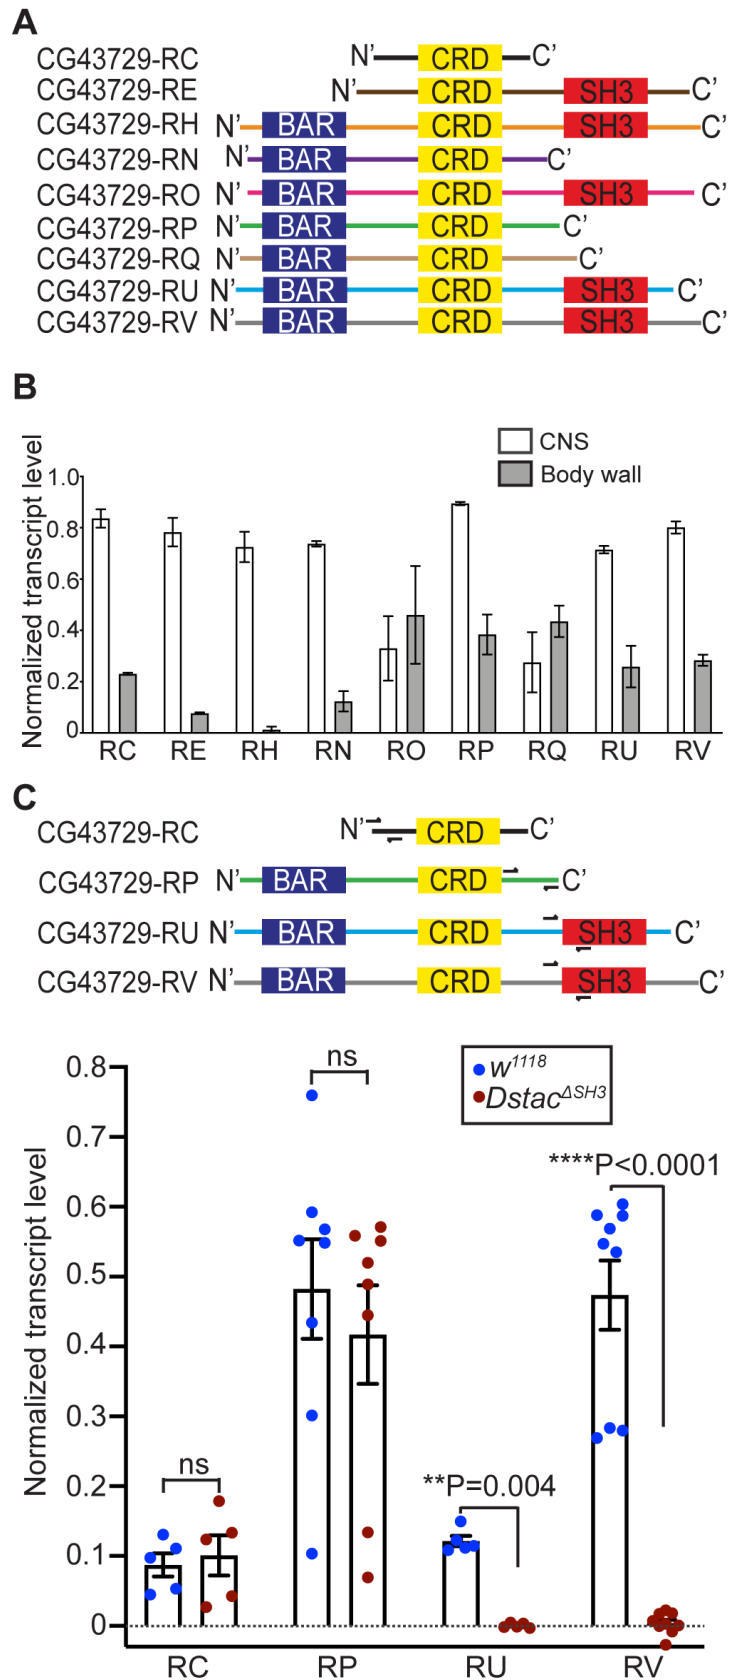 A
CG43729-RC N' CRD C'
CG43729-RE N' CRD SH3 C'
CG43729-RH N' BAR CRD SH3 C'
CG43729-RN N' BAR CRD C'
CG43729-RO N' BAR CRD SH3 C'
CG43729-RP N' BAR CRD C'
CG43729-RQ N' BAR CRD C'
CG43729-RU N' BAR CRD SH3 C'
CG43729-RV N' BAR CRD SH3 C'
B
CNS
Body wall
Normalized transcript level
1.0
0.8
0.6
0.4
0.2
0
RC RE RH RN RO RP RQ RU RV
C
CG43729-RC N' CRD C'
CG43729-RP N' BAR CRD C'
CG43729-RU N' BAR CRD SH3 C'
CG43729-RV N' BAR CRD SH3 C'
w¹¹¹⁸
Dstac^ΔSH3
Normalized transcript level
0.8
0.7
0.6
0.5
0.4
0.3
0.2
0.1
0
ns
ns
**P=0.004
****P<0.0001
RC RP RU RV